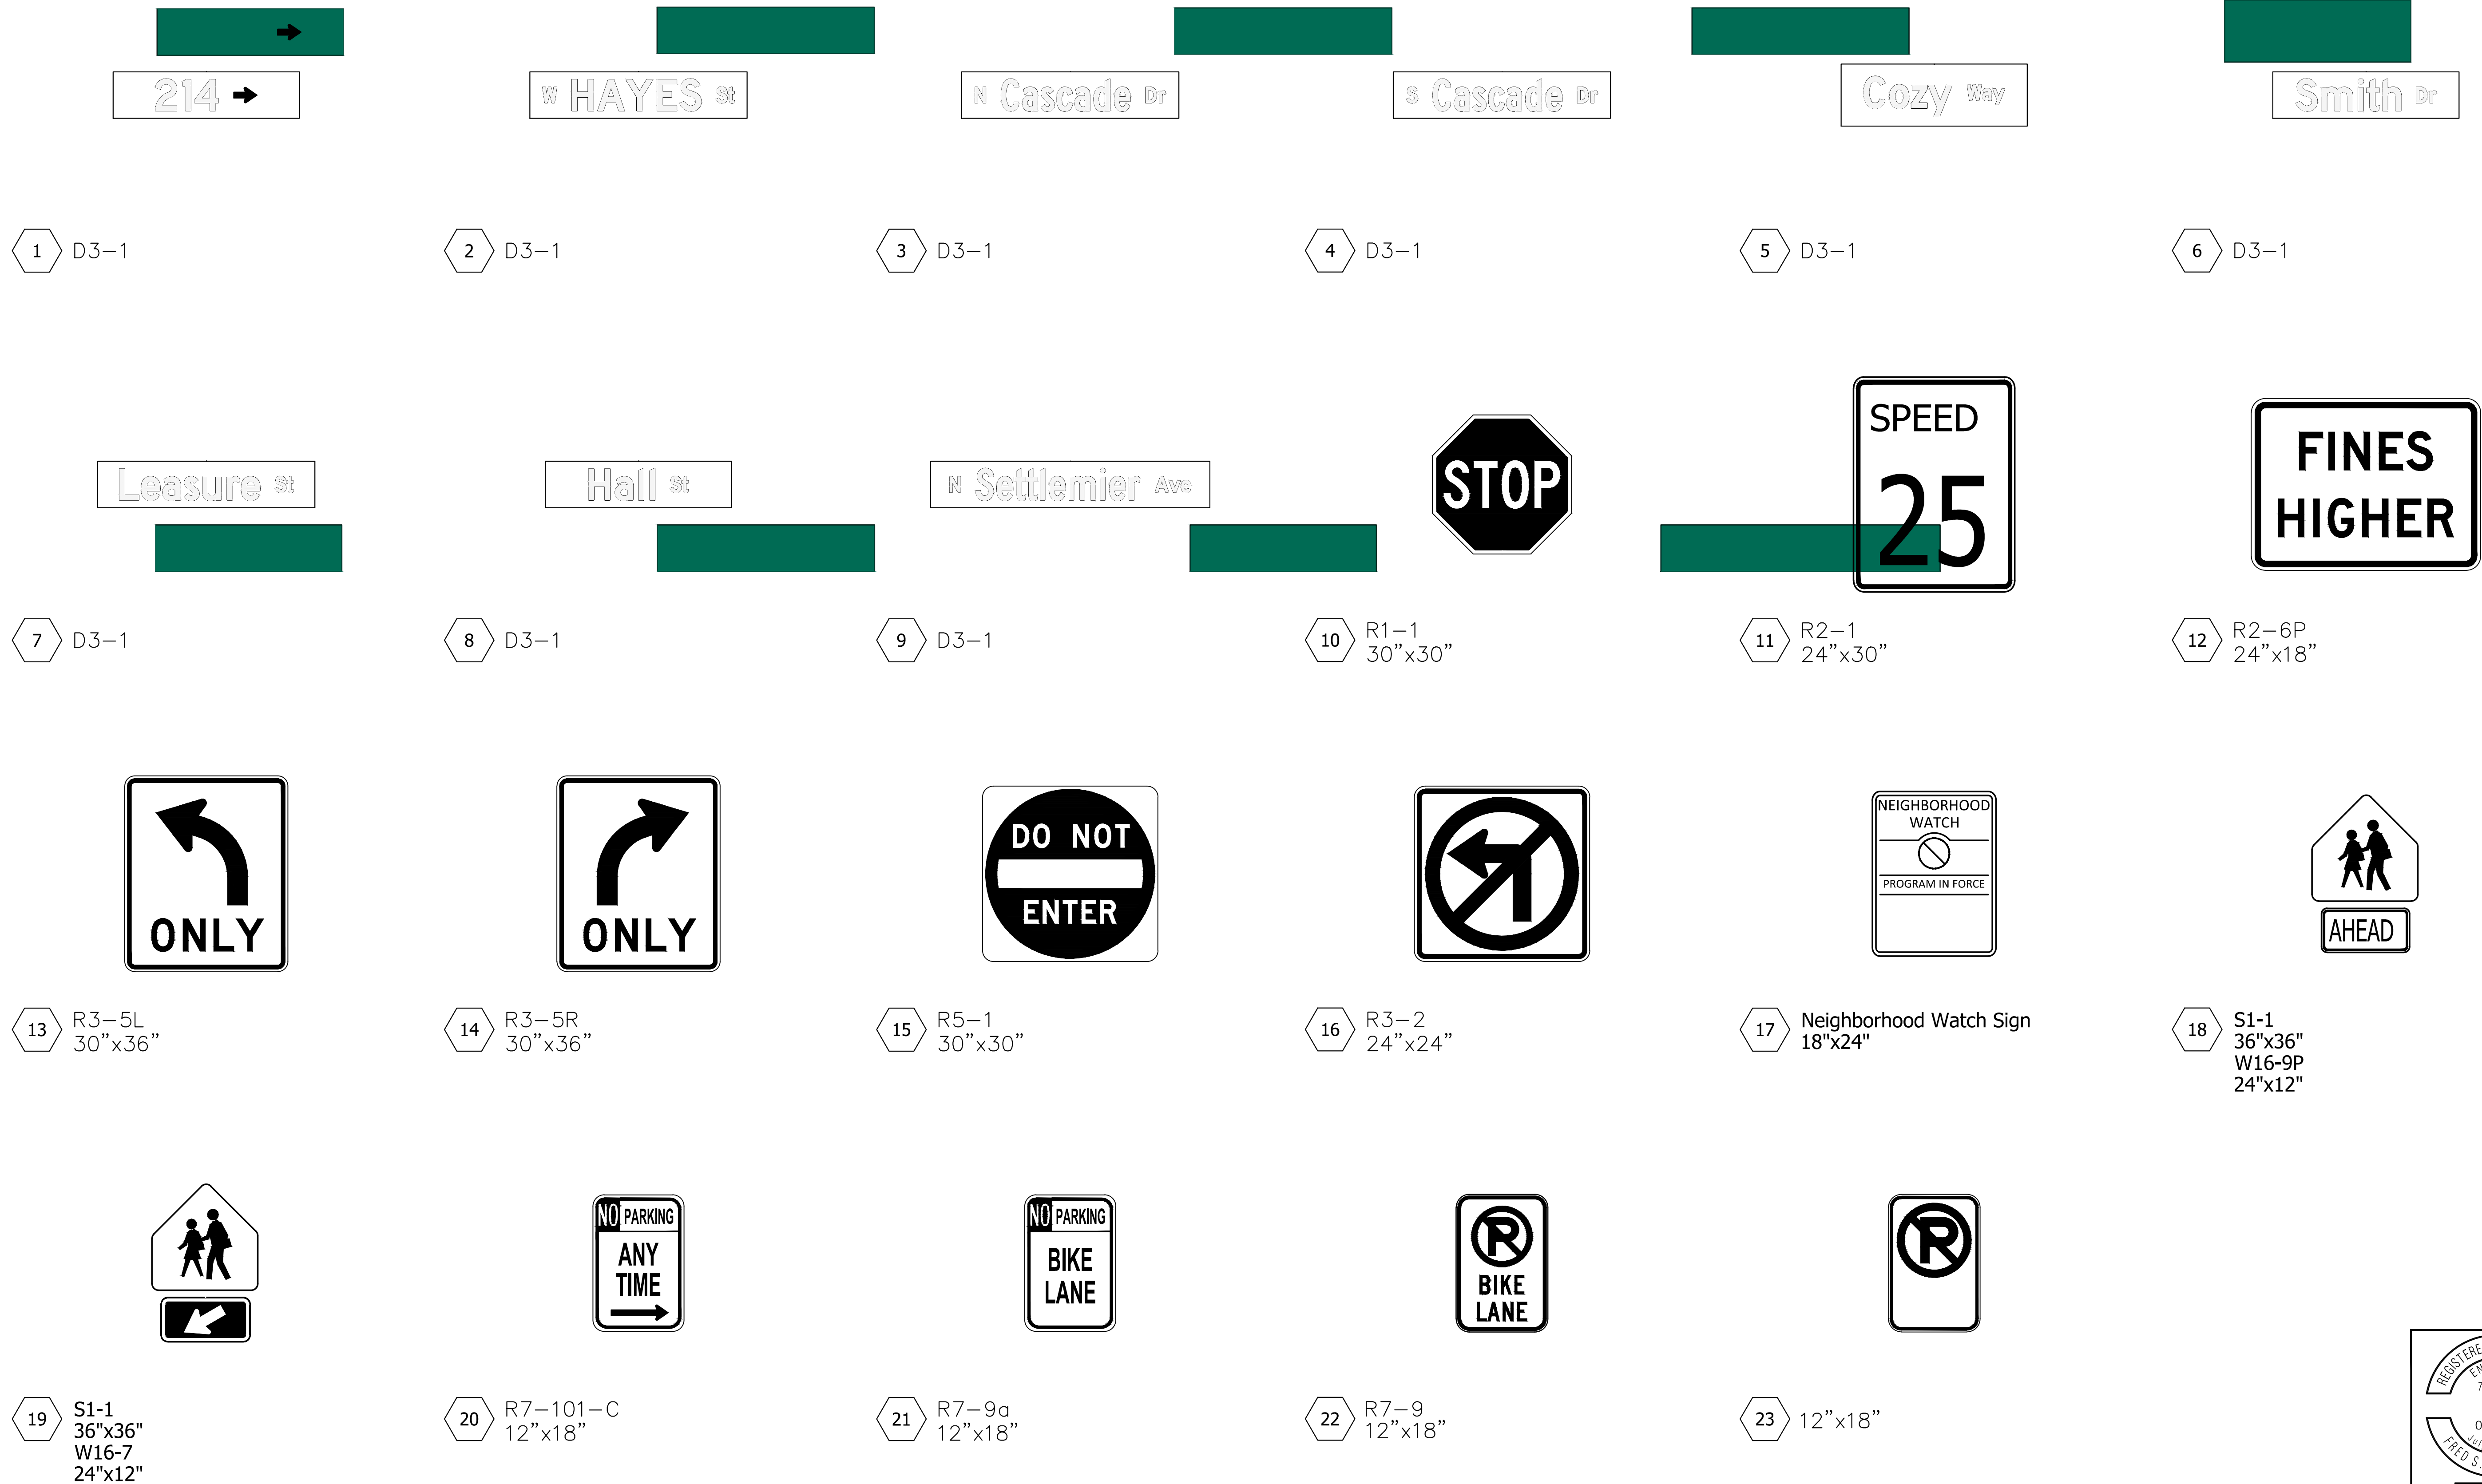 214
W HAYES St
N Cascade Dr
S Cascade Dr
Cozy Way
Smith Dr
1 D3-1
2 D3-1
3 D3-1
4 D3-1
5 D3-1
6 D3-1
Leasure St
Hall St
N Settlemier Ave
STOP
SPEED
25
FINES
HIGHER
7 D3-1
8 D3-1
9 D3-1
10 R1-1
30"x30"
11 R2-1
24"x30"
12 R2-6P
24"x18"
ONLY
ONLY
DO NOT
ENTER
NEIGHBORHOOD
WATCH
PROGRAM IN FORCE
AHEAD
13 R3-5L
30"x36"
14 R3-5R
30"x36"
15 R5-1
30"x30"
16 R3-2
24"x24"
17 Neighborhood Watch Sign
18"x24"
18 S1-1
36"x36"
W16-9P
24"x12"
NO PARKING
ANY
TIME
NO PARKING
BIKE
LANE
P
BIKE
LANE
P
19 S1-1
36"x36"
W16-7
24"x12"
20 R7-101-C
12"x18"
21 R7-9a
12"x18"
22 R7-9
12"x18"
23 12"x18"
FRED